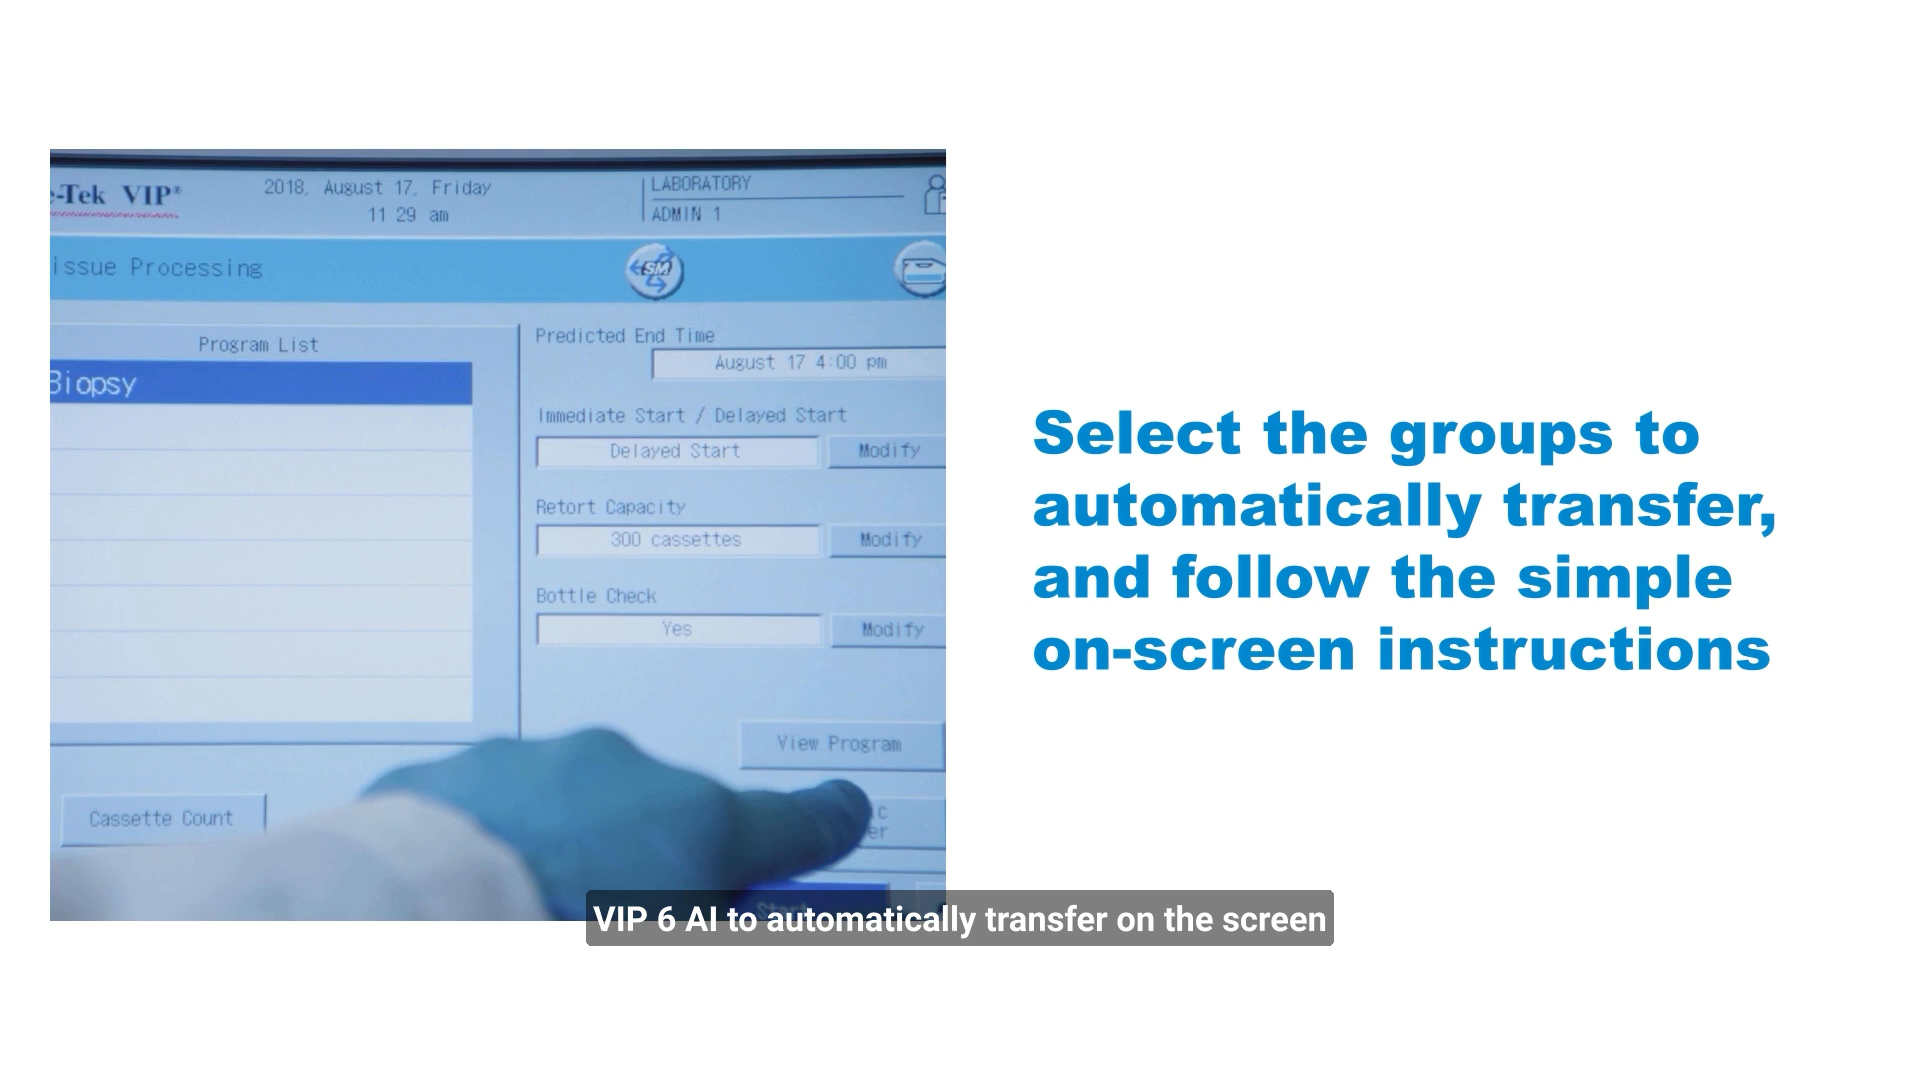 -Tek VIP®
2018, August 17, Friday
11 29 am
LABORATORY
ADMIN 1
issue Processing
SM
Program List
Biopsy
Predicted End Time
August 17 4:00 pm
Immediate Start / Delayed Start
Delayed Start
Modify
Retort Capacity
300 cassettes
Modify
Bottle Check
Yes
Modify
View Program
Cassette Count
Select the groups to
automatically transfer,
and follow the simple
on-screen instructions
VIP 6 AI to automatically transfer on the screen